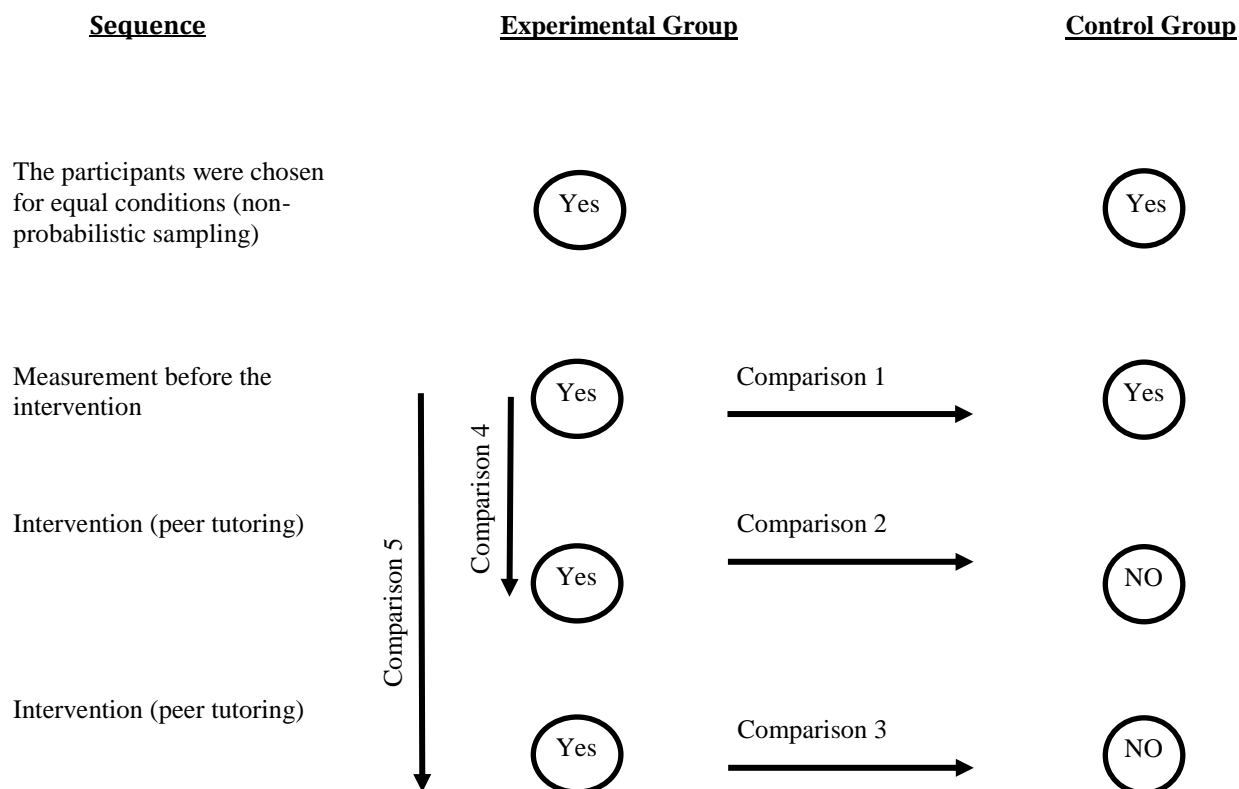 Sequence
Experimental Group
Control Group
The participants were chosen
for equal conditions (non-
probabilistic sampling)
Yes
Yes
Measurement before the
intervention
Yes
Comparison 1
Yes
Comparison 4
Intervention (peer tutoring)
Comparison 2
Comparison 5
Yes
NO
Intervention (peer tutoring)
Yes
Comparison 3
NO